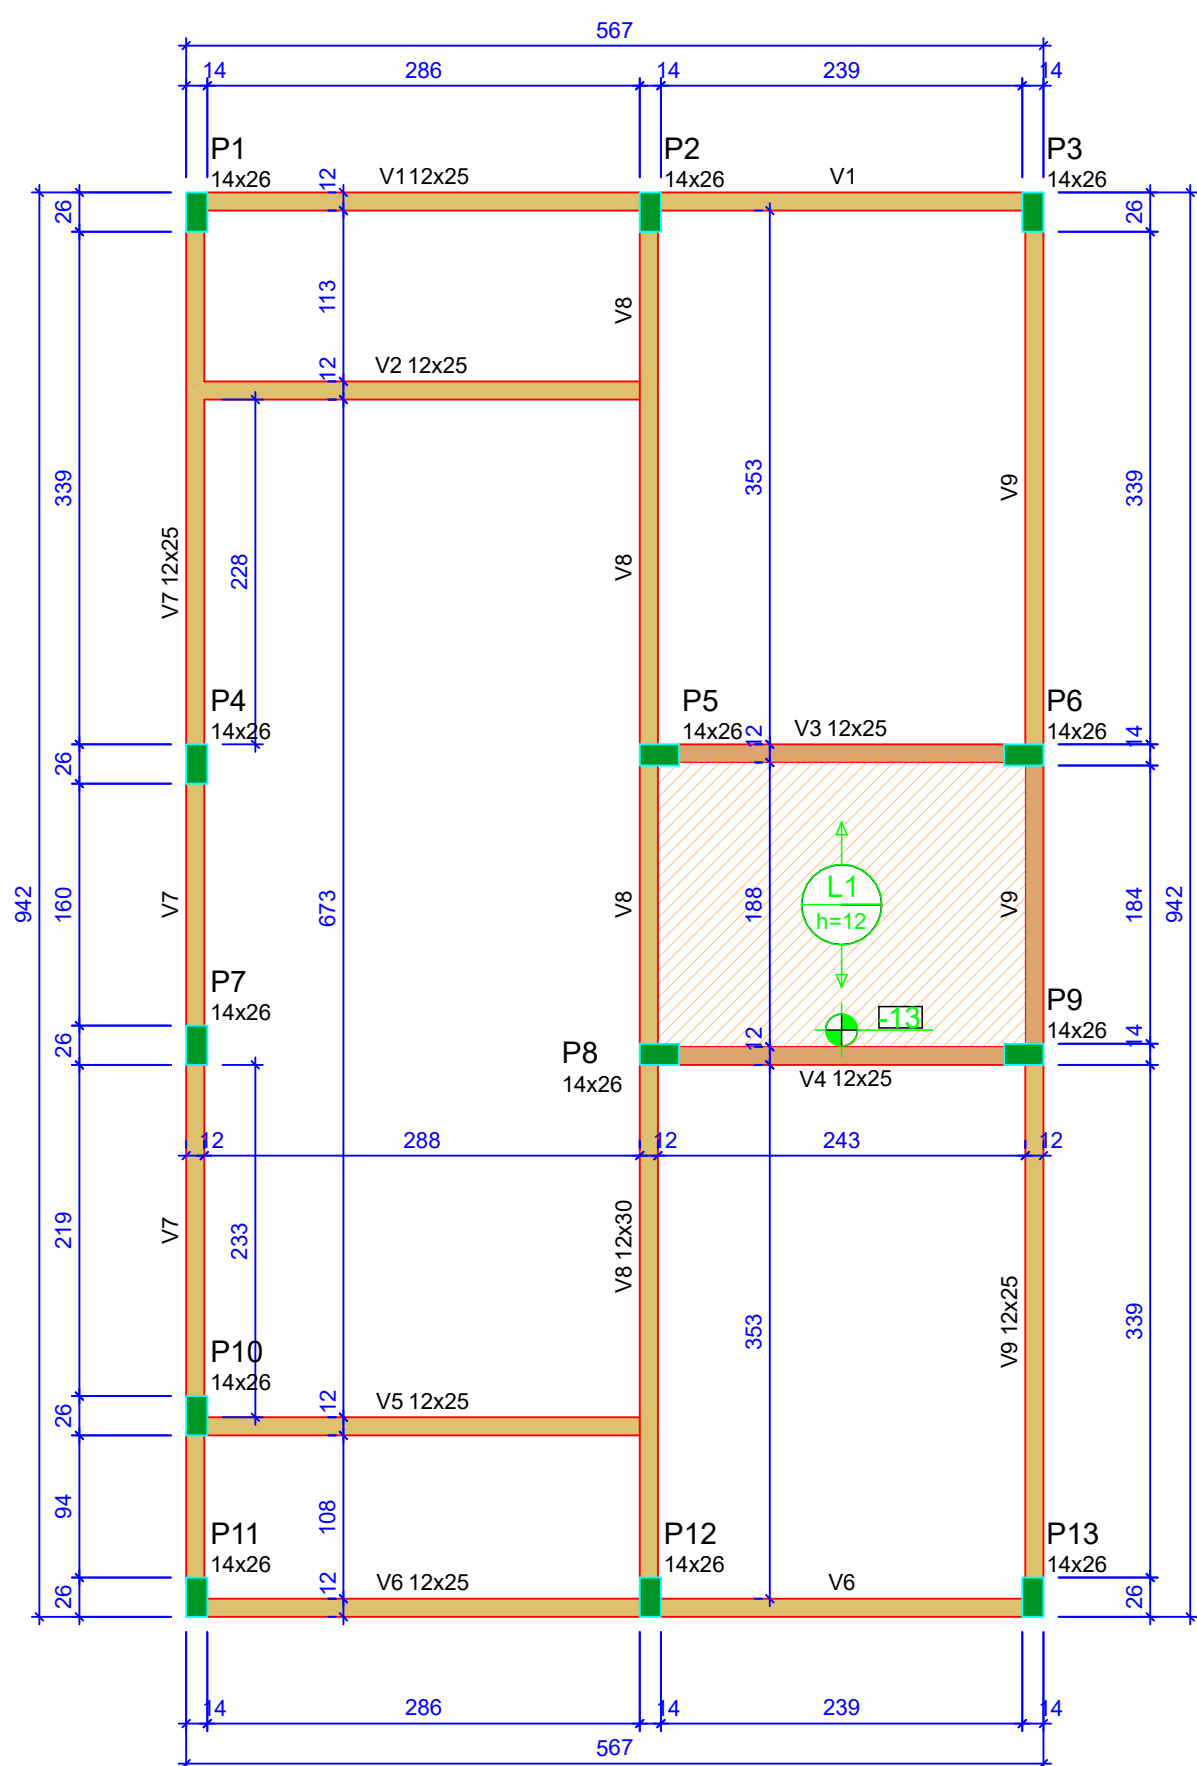 567
14 286 14 239 14
P1 P2 P3
14x26 V1 12x25 14x26 V1 14x26
12
26 26
113
V8
12
V2 12x25
339 353 V9 339
V7 12x25 228 V8
P4 P5 P6
14x26 14x26 12 V3 12x25 14x26 14
26
942 160 V7 673 V8 188 L1 V9 184 942
h=12
P7
14x26
-13
P9
14x26
26 12 14
P8
14x26 V4 12x25
12 288 12 243 12
219 V7 233 V8 12x30
353 V9 12x25 339
P10
14x26
26 12 V5 12x25
94 108
P11 P12 P13
14x26 14x26 14x26
26 12 V6 12x25 V6 26
14 286 14 239 14
567